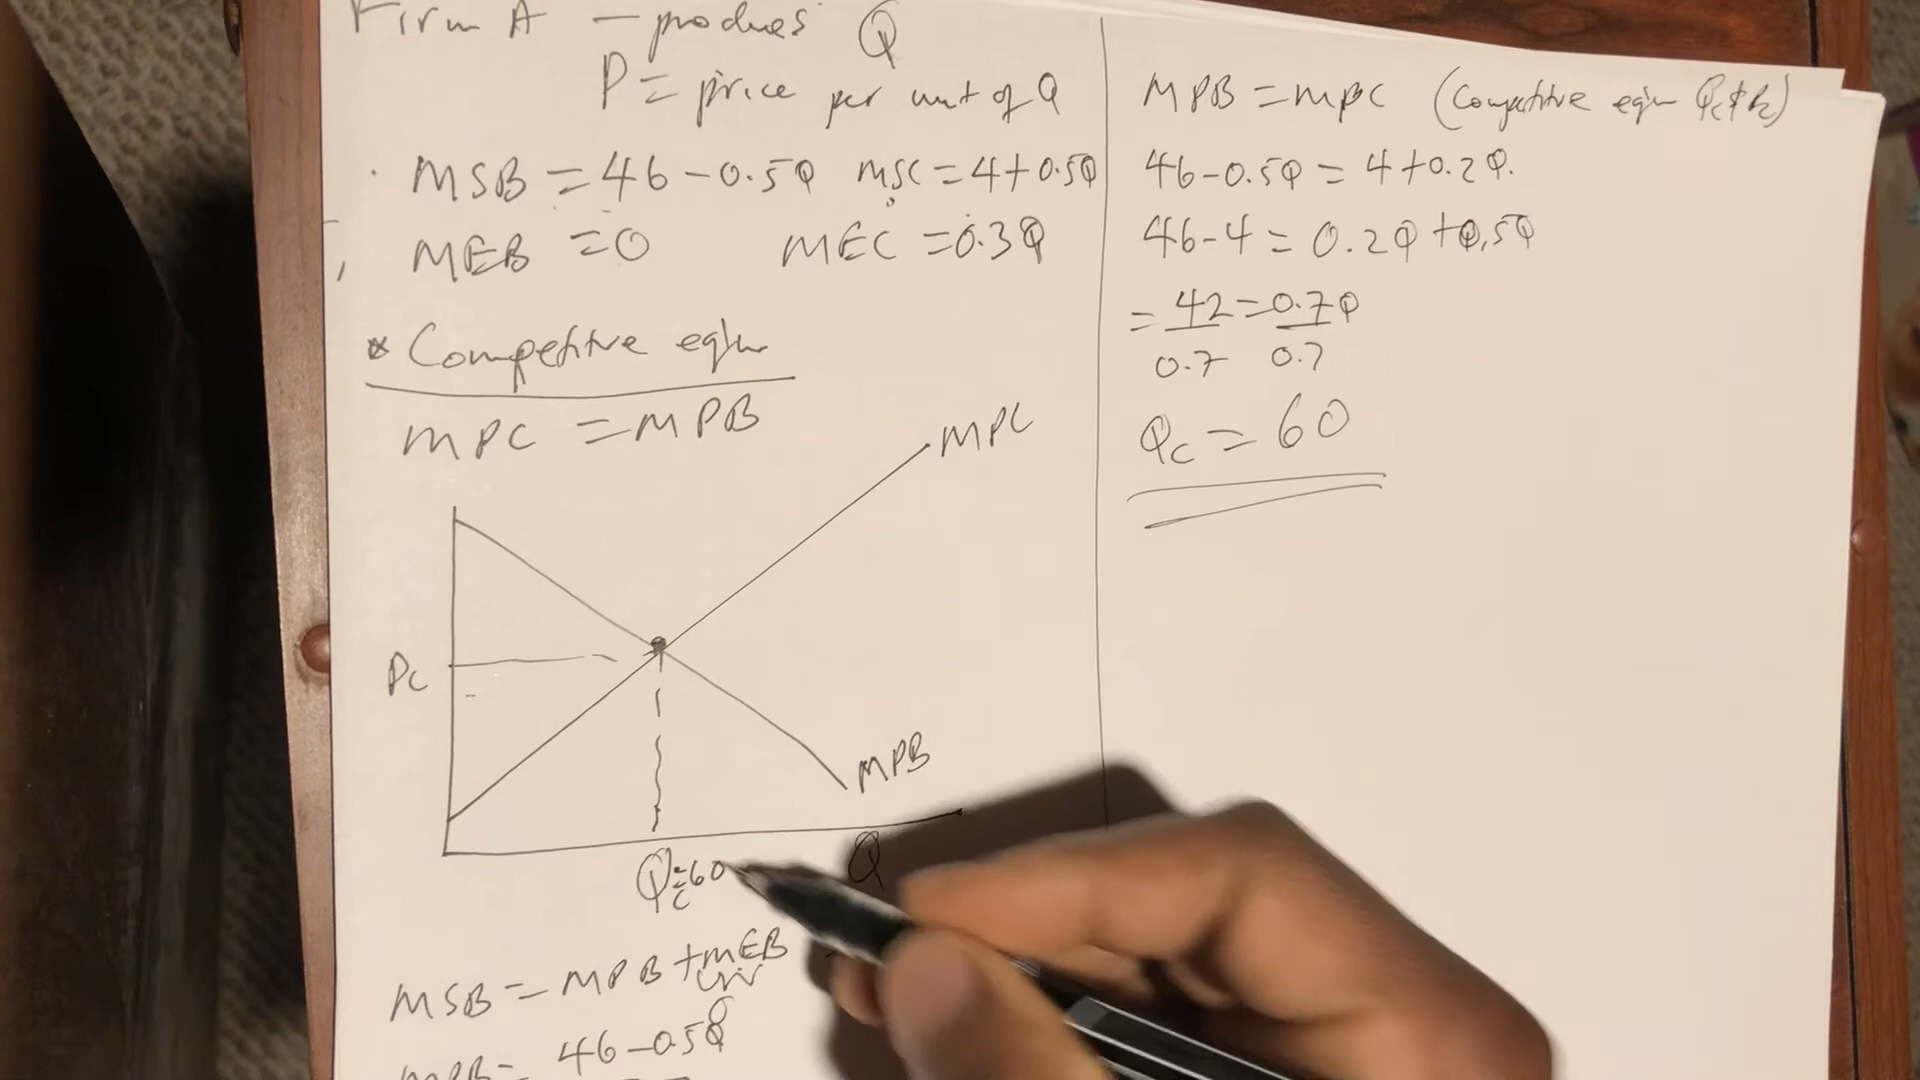 Firm A — produces Q
P = price per unit of Q
MSB = 46 - 0.5Q MSC = 4 + 0.5Q
MEB = 0 MEC = 0.3Q
* Competitive eqm
MPC = MPB
MPC
Pc
MPB
Qc = 60 Q
MSB = MPB + MEB
46 - 0.5Q
MPB =
MPB = MPC (Competitive eqm Qc & Pc)
46 - 0.5Q = 4 + 0.2Q.
46 - 4 = 0.2Q + 0.5Q
= 42 = 0.7Q
0.7 0.7
Qc = 60